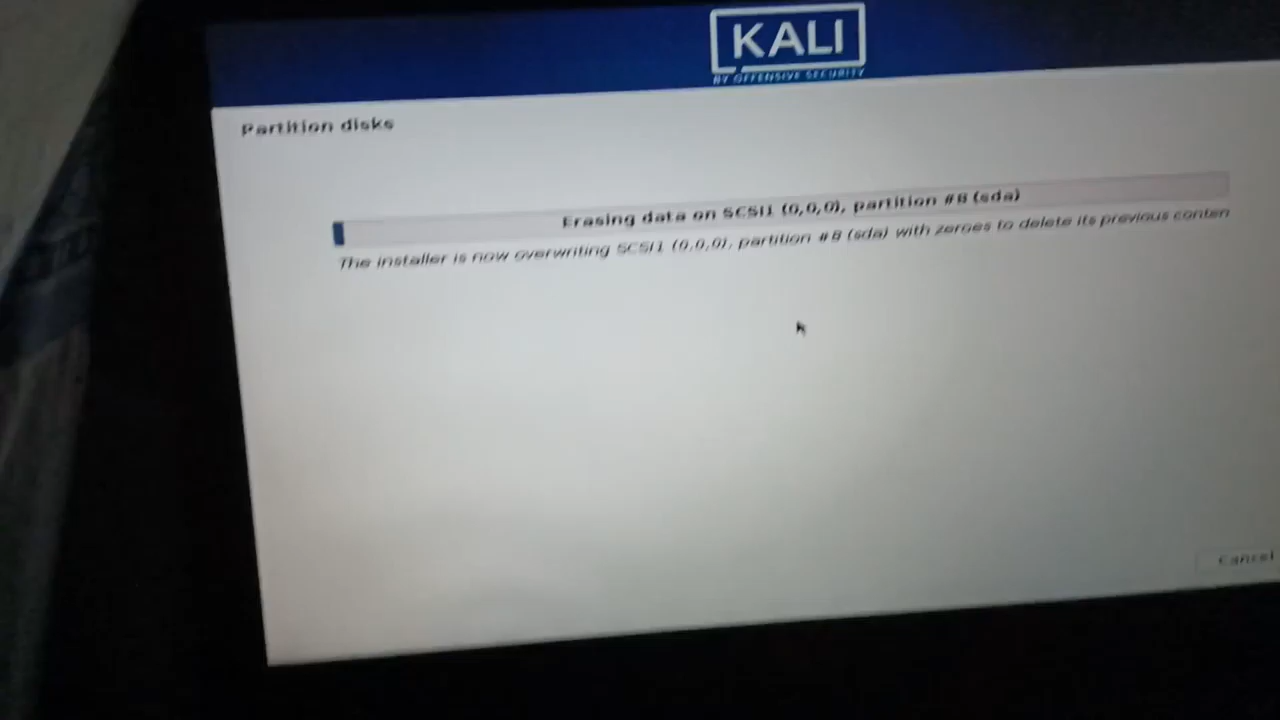 KALI
BY OFFENSIVE SECURITY
Partition disks
Erasing data on SCSI1 (0,0,0), partition #8 (sda)
The installer is now overwriting SCSI1 (0,0,0), partition #8 (sda) with zeroes to delete its previous conten
Cancel